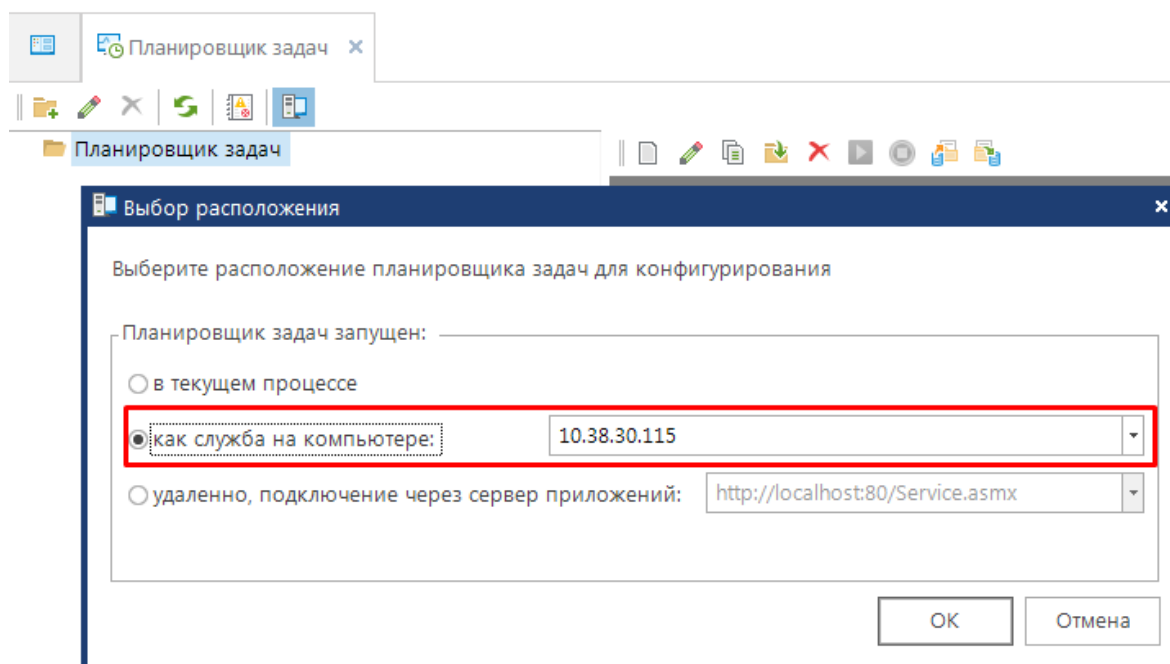 Планировщик задач
Планировщик задач
Выбор расположения
Выберите расположение планировщика задач для конфигурирования
Планировщик задач запущен:
в текущем процессе
как служба на компьютере: 10.38.30.115
удаленно, подключение через сервер приложений: http://localhost:80/Service.asmx
ОК Отмена